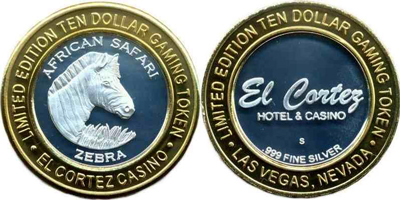 LIMITED EDITION TEN DOLLAR GAMING TOKEN
AFRICAN SAFARI
ZEBRA
• EL CORTEZ CASINO •
LIMITED EDITION TEN DOLLAR GAMING TOKEN
El Cortez
HOTEL & CASINO
S
.999 FINE SILVER
• LAS VEGAS, NEVADA •